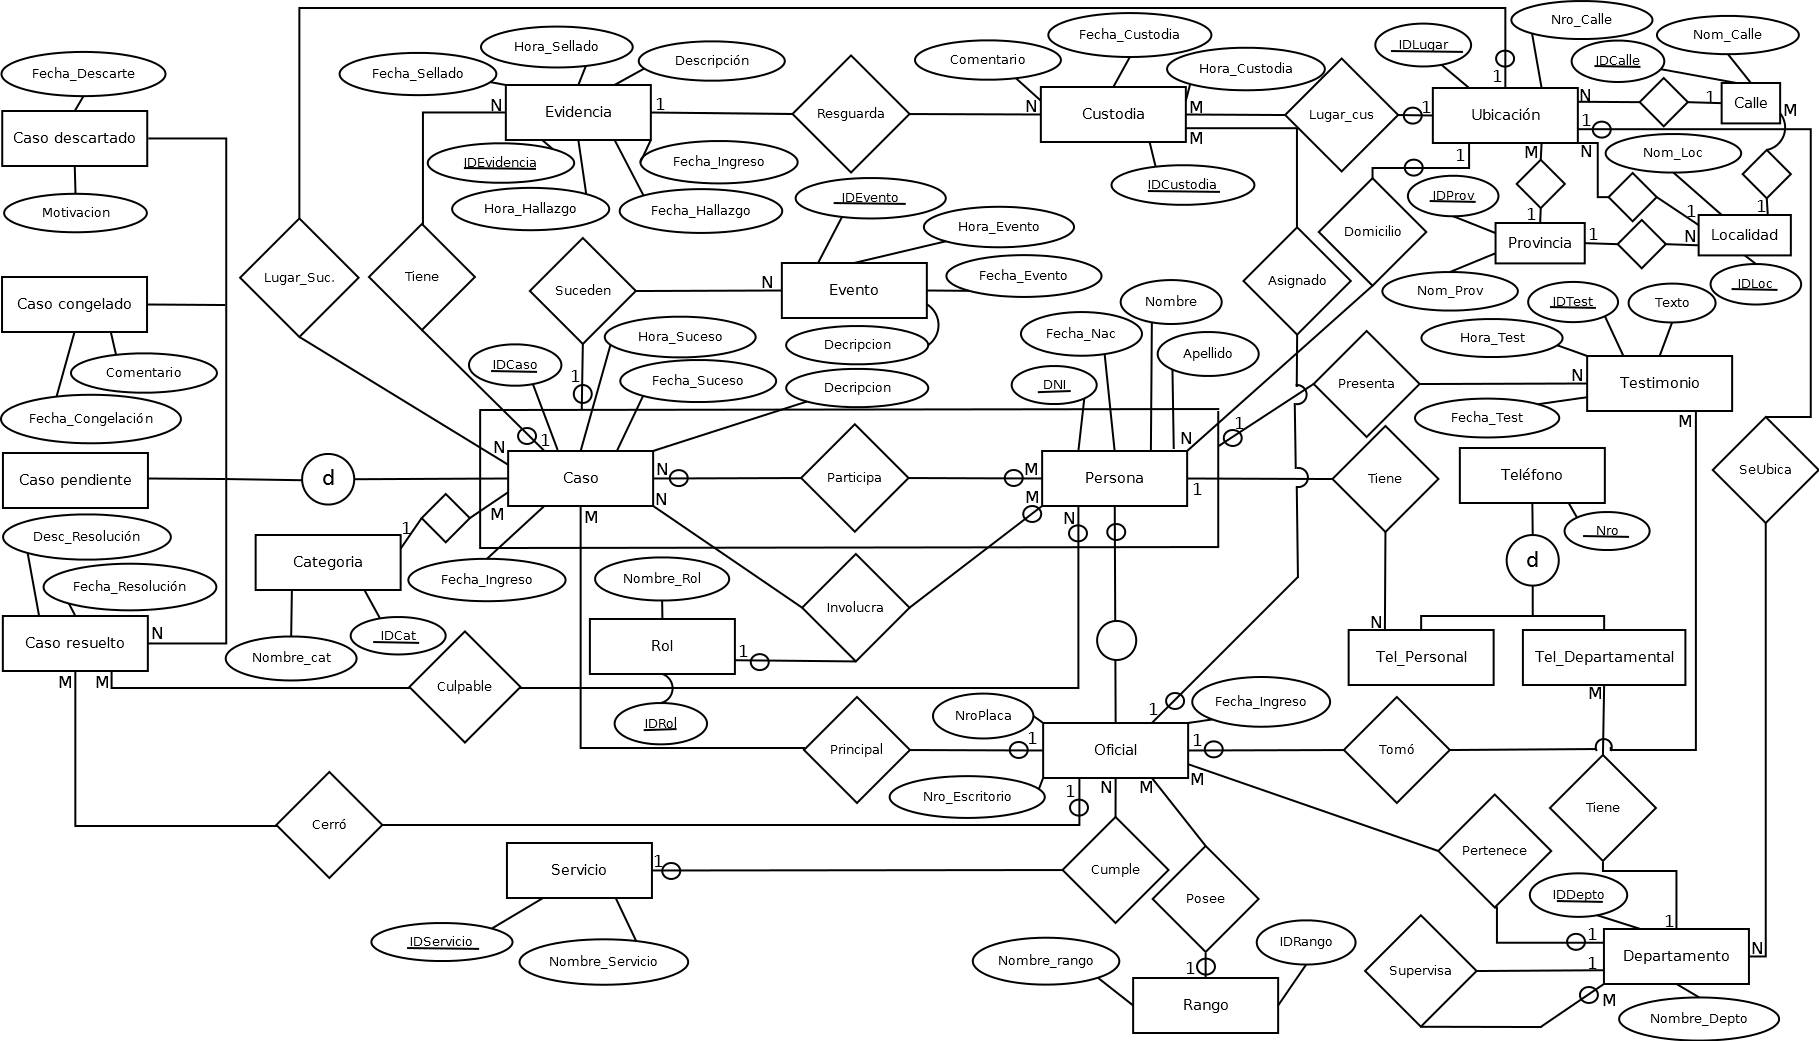 Nro_Calle
Hora_Sellado
Fecha_Custodia
Nom_Calle
IDLugar
Fecha_Descarte
Fecha_Sellado
Descripción
Comentario
Hora_Custodia
IDCalle
1
N
Evidencia
1
Resguarda
N
Custodia
M
Lugar_cus
1
Ubicación
N
1
Calle
M
Caso descartado
M
1
1
M
N
IDEvidencia
Fecha_Ingreso
Nom_Loc
IDCustodia
Motivacion
Hora_Hallazgo
Fecha_Hallazgo
IDEvento
IDProv
1
1
1
Hora_Evento
Domicilio
Provincia
1
N
Localidad
Lugar_Suc.
Tiene
Suceden
N
Evento
Fecha_Evento
Asignado
Nom_Prov
IDLoc
Caso congelado
Nombre
IDTest
Texto
Hora_Suceso
Decripcion
Fecha_Nac
Hora_Test
Apellido
IDCaso
Comentario
1
Fecha_Suceso
Decripcion
DNI
Presenta
N
Testimonio
Fecha_Congelación
Fecha_Test
1
M
N
1
N
Caso pendiente
d
Caso
N
Participa
M
Persona
1
Tiene
Teléfono
SeUbica
M
N
M
M
N
Desc_Resolución
1
Nro
Categoria
Fecha_Ingreso
Nombre_Rol
d
Fecha_Resolución
Involucra
N
Caso resuelto
N
IDCat
Rol
1
Tel_Personal
Tel_Departamental
Nombre_cat
M
M
Culpable
M
IDRol
NroPlaca
1
Fecha_Ingreso
Principal
1
Oficial
1
Tomó
N
M
M
1
Nro_Escritorio
Tiene
Cerró
Pertenece
Servicio
1
Cumple
Posee
IDDepto
1
IDServicio
Nombre_Servicio
IDRango
1
N
Nombre_rango
1
Supervisa
1
Departamento
M
Rango
Nombre_Depto